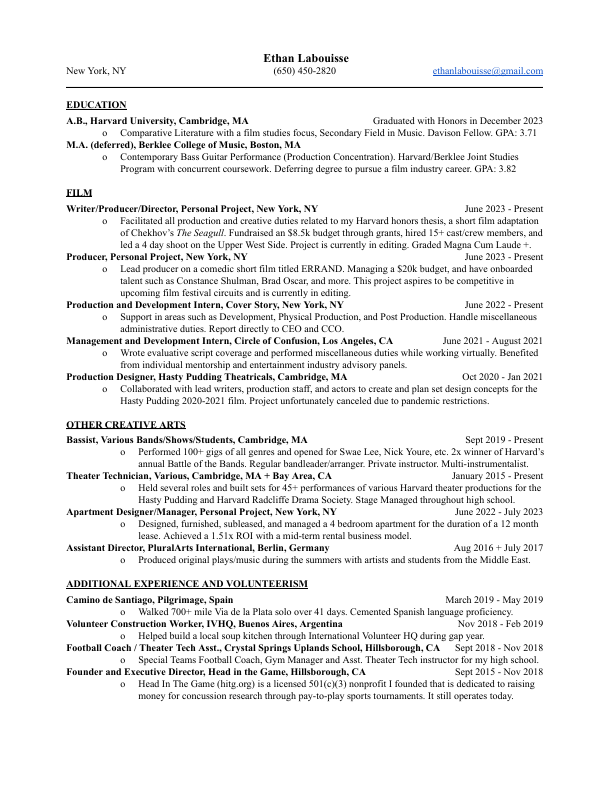 Ethan Labouisse
New York, NY (650) 450-2820 ethanlabouisse@gmail.com
EDUCATION
A.B., Harvard University, Cambridge, MA Graduated with Honors in December 2023
o Comparative Literature with a film studies focus, Secondary Field in Music. Davison Fellow. GPA: 3.71
M.A. (deferred), Berklee College of Music, Boston, MA
o Contemporary Bass Guitar Performance (Production Concentration). Harvard/Berklee Joint Studies
Program with concurrent coursework. Deferring degree to pursue a film industry career. GPA: 3.82
FILM
Writer/Producer/Director, Personal Project, New York, NY June 2023 - Present
o Facilitated all production and creative duties related to my Harvard honors thesis, a short film adaptation
of Chekhov's The Seagull. Fundraised an $8.5k budget through grants, hired 15+ cast/crew members, and
led a 4 day shoot on the Upper West Side. Project is currently in editing. Graded Magna Cum Laude +.
Producer, Personal Project, New York, NY June 2023 - Present
o Lead producer on a comedic short film titled ERRAND. Managing a $20k budget, and have onboarded
talent such as Constance Shulman, Brad Oscar, and more. This project aspires to be competitive in
upcoming film festival circuits and is currently in editing.
Production and Development Intern, Cover Story, New York, NY June 2022 - Present
o Support in areas such as Development, Physical Production, and Post Production. Handle miscellaneous
administrative duties. Report directly to CEO and CCO.
Management and Development Intern, Circle of Confusion, Los Angeles, CA June 2021 - August 2021
o Wrote evaluative script coverage and performed miscellaneous duties while working virtually. Benefited
from individual mentorship and entertainment industry advisory panels.
Production Designer, Hasty Pudding Theatricals, Cambridge, MA Oct 2020 - Jan 2021
o Collaborated with lead writers, production staff, and actors to create and plan set design concepts for the
Hasty Pudding 2020-2021 film. Project unfortunately canceled due to pandemic restrictions.
OTHER CREATIVE ARTS
Bassist, Various Bands/Shows/Students, Cambridge, MA Sept 2019 - Present
o Performed 100+ gigs of all genres and opened for Swae Lee, Nick Youre, etc. 2x winner of Harvard's
annual Battle of the Bands. Regular bandleader/arranger. Private instructor. Multi-instrumentalist.
Theater Technician, Various, Cambridge, MA + Bay Area, CA January 2015 - Present
o Held several roles and built sets for 45+ performances of various Harvard theater productions for the
Hasty Pudding and Harvard Radcliffe Drama Society. Stage Managed throughout high school.
Apartment Designer/Manager, Personal Project, New York, NY June 2022 - July 2023
o Designed, furnished, subleased, and managed a 4 bedroom apartment for the duration of a 12 month
lease. Achieved a 1.51x ROI with a mid-term rental business model.
Assistant Director, PluralArts International, Berlin, Germany Aug 2016 + July 2017
o Produced original plays/music during the summers with artists and students from the Middle East.
ADDITIONAL EXPERIENCE AND VOLUNTEERISM
Camino de Santiago, Pilgrimage, Spain March 2019 - May 2019
o Walked 700+ mile Via de la Plata solo over 41 days. Cemented Spanish language proficiency.
Volunteer Construction Worker, IVHQ, Buenos Aires, Argentina Nov 2018 - Feb 2019
o Helped build a local soup kitchen through International Volunteer HQ during gap year.
Football Coach / Theater Tech Asst., Crystal Springs Uplands School, Hillsborough, CA Sept 2018 - Nov 2018
o Special Teams Football Coach, Gym Manager and Asst. Theater Tech instructor for my high school.
Founder and Executive Director, Head in the Game, Hillsborough, CA Sept 2015 - Nov 2018
o Head In The Game (hitg.org) is a licensed 501(c)(3) nonprofit I founded that is dedicated to raising
money for concussion research through pay-to-play sports tournaments. It still operates today.